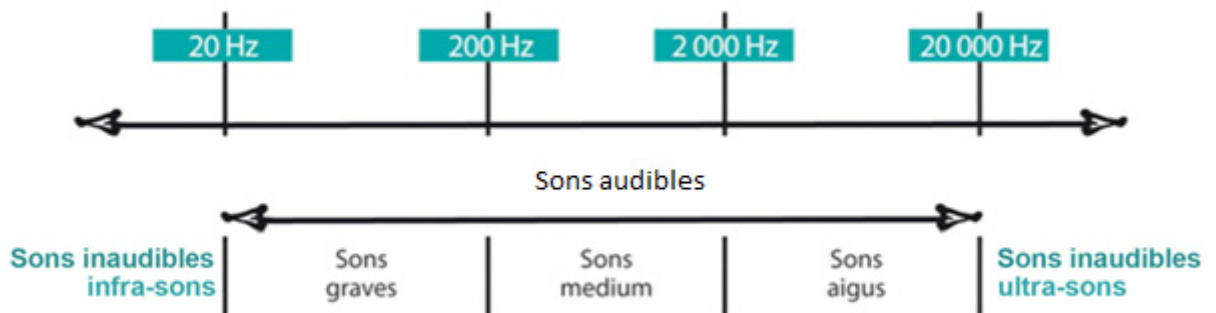 20 Hz 200 Hz 2 000 Hz 20 000 Hz
Sons audibles
Sons inaudibles
infra-sons
Sons
graves
Sons
medium
Sons
aigus
Sons inaudibles
ultra-sons